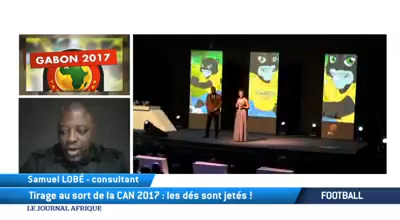 GABON 2017
Samuel LOBÉ - consultant
Tirage au sort de la CAN 2017 : les dés sont jetés !
FOOTBALL
LE JOURNAL AFRIQUE